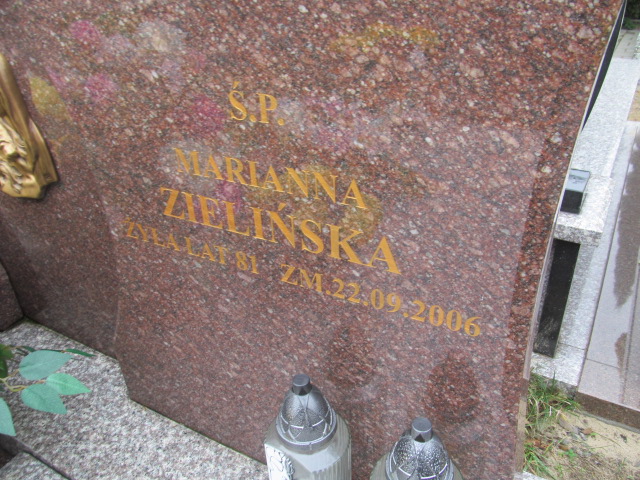 Ś.P.
MARIANNA
ZIELIŃSKA
ŻYŁA LAT 81 ZM.22.09.2006